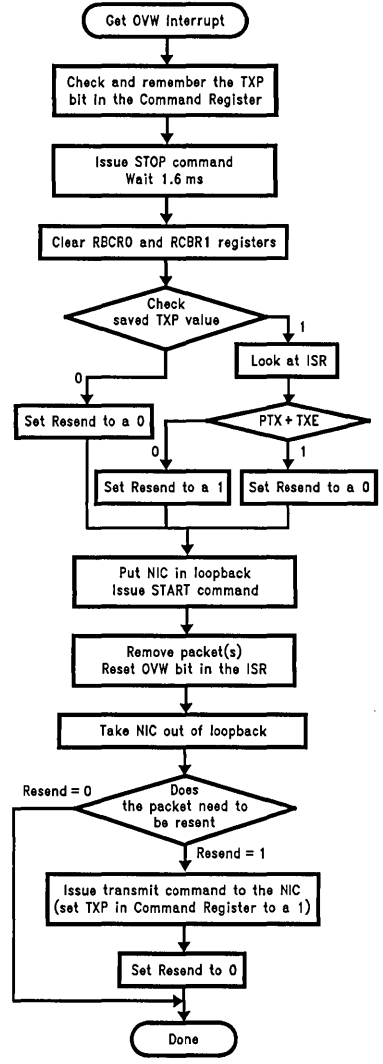 Get OVW Interrupt
Check and remember the TXP
bit in the Command Register
Issue STOP command
Wait 1.6 ms
Clear RBCR0 and RCBR1 registers
Check
saved TXP value
1
Look at ISR
0
Set Resend to a 0
PTX + TXE
0
1
Set Resend to a 1
Set Resend to a 0
Put NIC in loopback
Issue START command
Remove packet(s)
Reset OVW bit in the ISR
Take NIC out of loopback
Resend = 0
Does
the packet need to
be resent
Resend = 1
Issue transmit command to the NIC
(set TXP in Command Register to a 1)
Set Resend to 0
Done